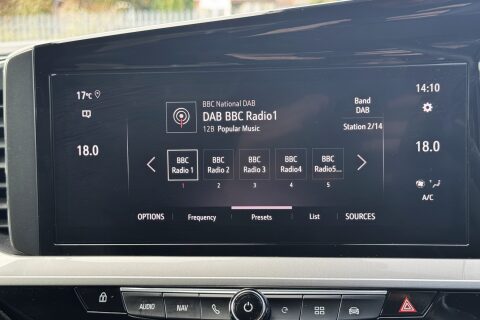 17°C
BBC National DAB
DAB BBC Radio1
12B Popular Music
Band
DAB
Station 2/14
14:10
18.0
18.0
BBC
Radio 1
BBC
Radio 2
BBC
Radio 3
BBC
Radio4
BBC
Radio5...
1
2
3
4
5
A/C
OPTIONS
Frequency
Presets
List
SOURCES
AUDIO
NAV